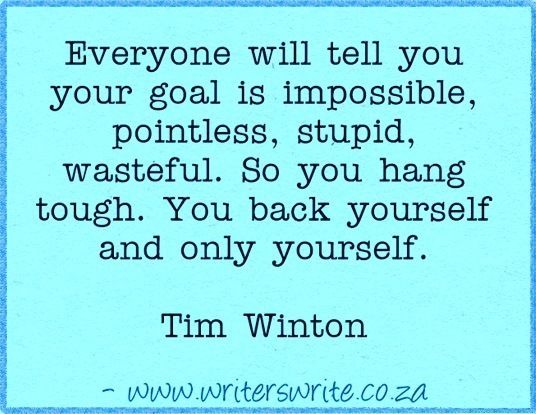 Everyone will tell you
your goal is impossible,
pointless, stupid,
wasteful. So you hang
tough. You back yourself
and only yourself.
Tim Winton
- www.writerswrite.co.za